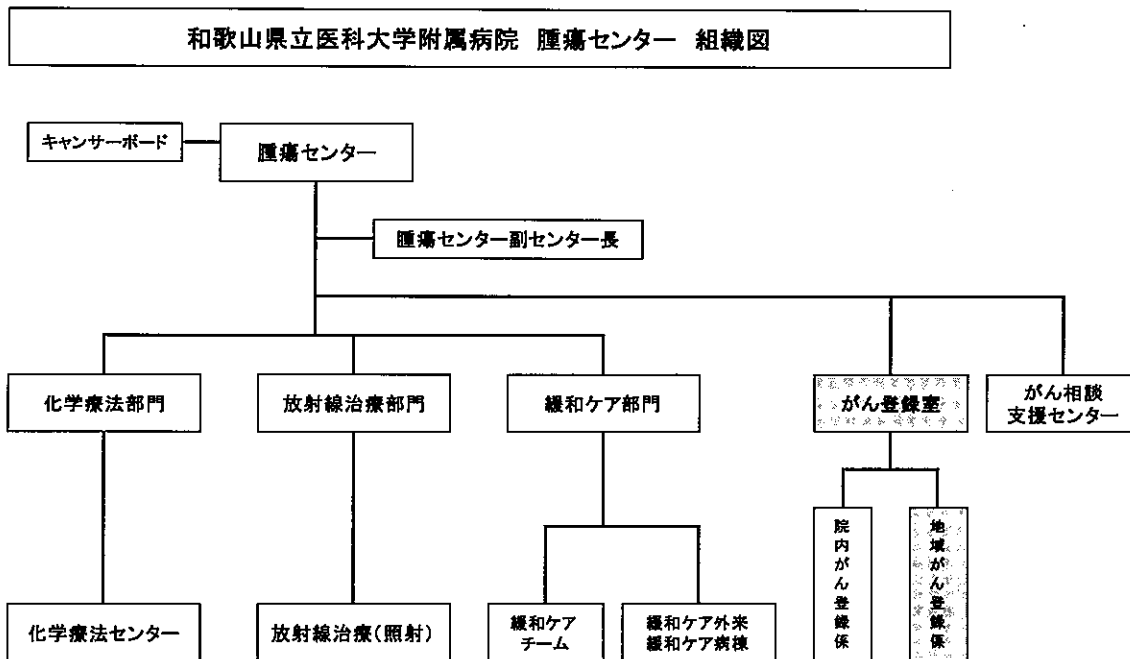 和歌山県立医科大学附属病院 腫瘍センター 組織図
キャンサーボード
腫瘍センター
腫瘍センター副センター長
化学療法部門
放射線治療部門
緩和ケア部門
がん登録室
がん相談
支援センター
院内がん登録係
地域がん登録係
化学療法センター
放射線治療(照射)
緩和ケア
チーム
緩和ケア外来
緩和ケア病棟